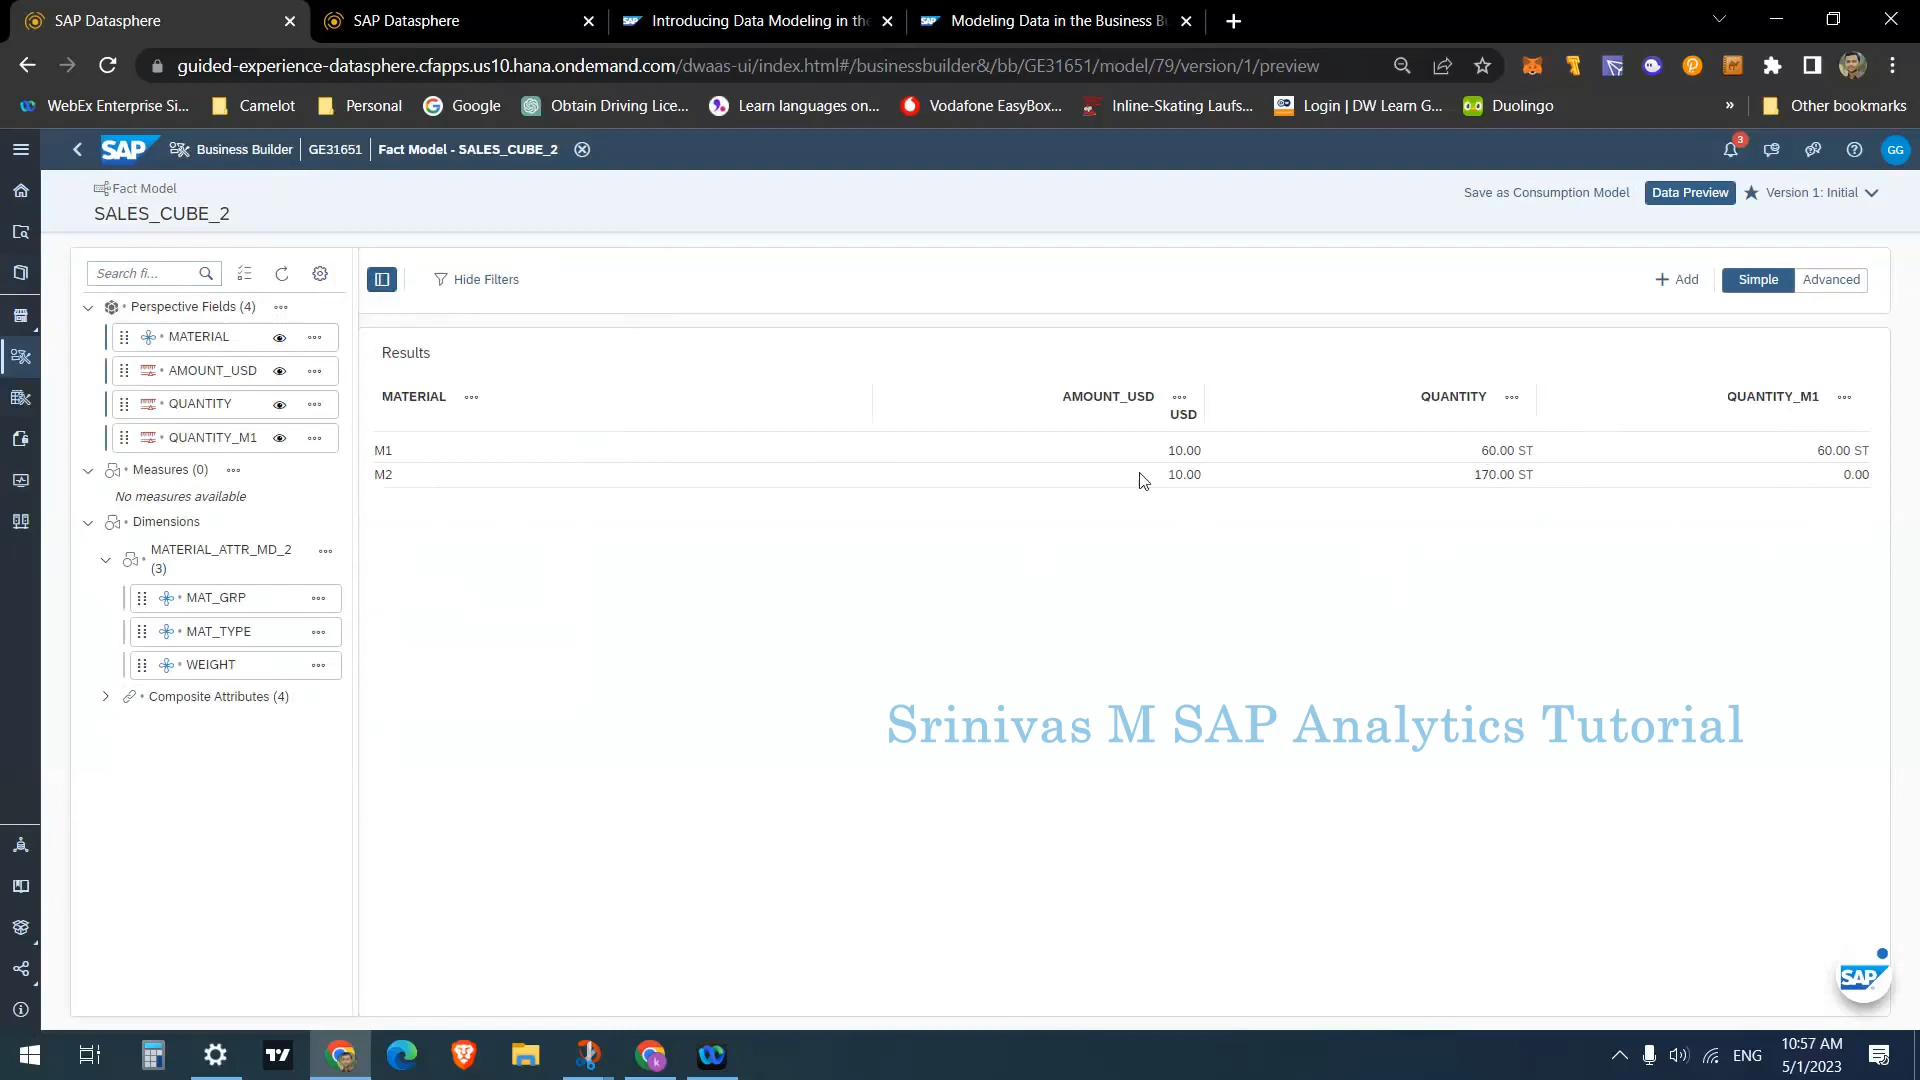 SAP Datasphere
SAP Datasphere
Introducing Data Modeling in the
Modeling Data in the Business B
guided-experience-datasphere.cfapps.us10.hana.ondemand.com/dwaas-ui/index.html#/businessbuilder&/bb/GE31651/model/79/version/1/preview
WebEx Enterprise Si...
Camelot
Personal
Google
Obtain Driving Lice...
Learn languages on...
Vodafone EasyBox...
Inline-Skating Laufs...
Login | DW Learn G...
Duolingo
»
Other bookmarks
SAP
Business Builder
GE31651
Fact Model - SALES_CUBE_2
3
GG
Fact Model
SALES_CUBE_2
Save as Consumption Model
Data Preview
Version 1: Initial
Search fi...
Hide Filters
Add
Simple
Advanced
Perspective Fields (4)
MATERIAL
AMOUNT_USD
QUANTITY
QUANTITY_M1
Measures (0)
No measures available
Dimensions
MATERIAL_ATTR_MD_2
(3)
MAT_GRP
MAT_TYPE
WEIGHT
Composite Attributes (4)
Results
MATERIAL AMOUNT_USD QUANTITY QUANTITY_M1
USD
M1 10.00 60.00 ST 60.00 ST
M2 10.00 170.00 ST 0.00
Srinivas M SAP Analytics Tutorial
SAP
ENG
10:57 AM
5/1/2023